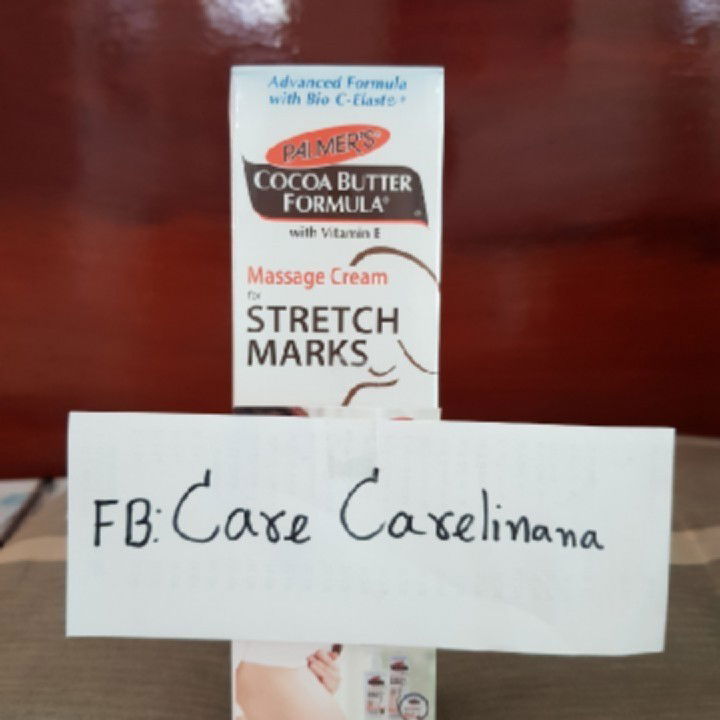 Advanced Formula
with Bio C-Elaste®*
PALMER'S®
COCOA BUTTER
FORMULA®
with Vitamin E
Massage Cream
for
STRETCH
MARKS
FB: Care Carelinana